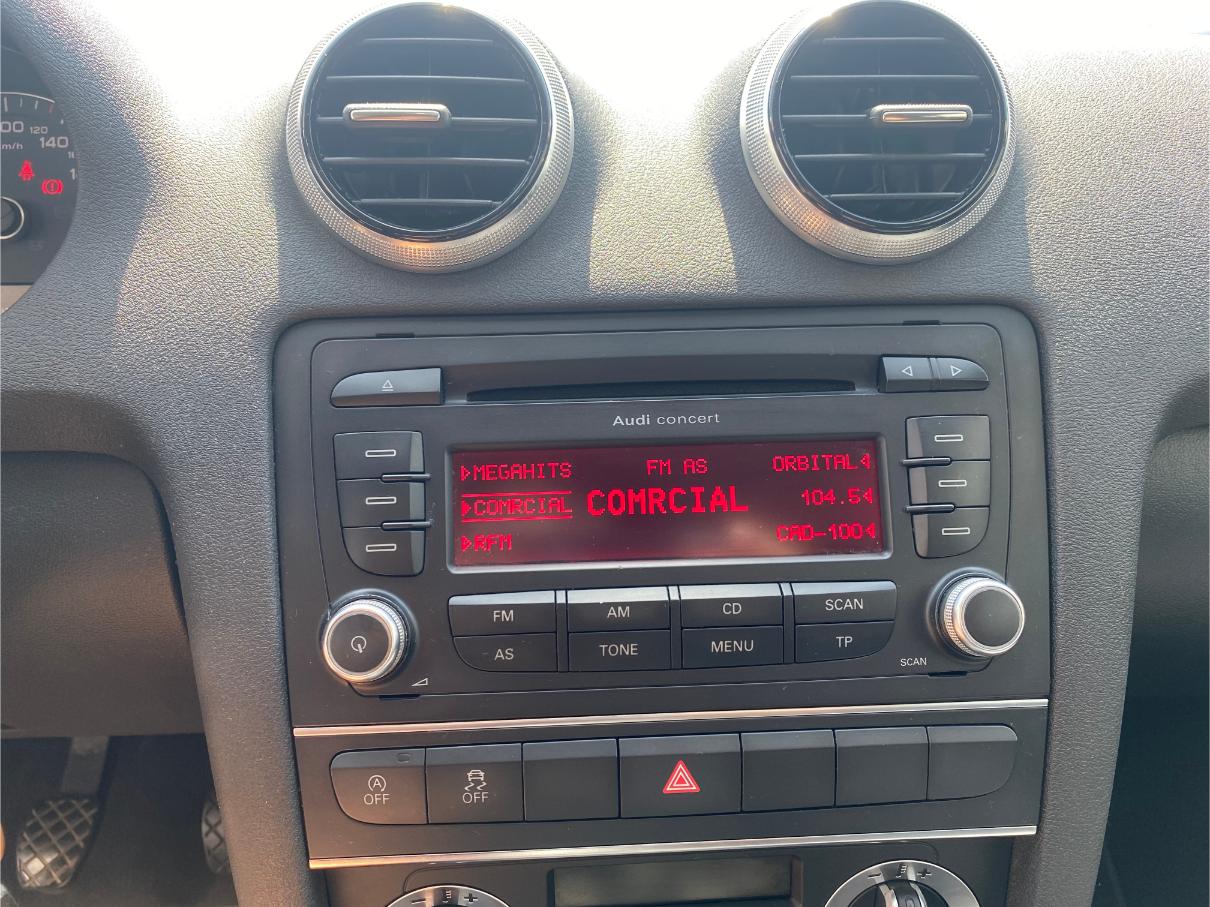 120
140
km/h
Audi concert
MEGAHITS FM AS ORBITAL
COMRCIAL COMRCIAL 104.5
RFM CAD-100
FM AM CD SCAN
AS TONE MENU TP
SCAN
A
OFF OFF